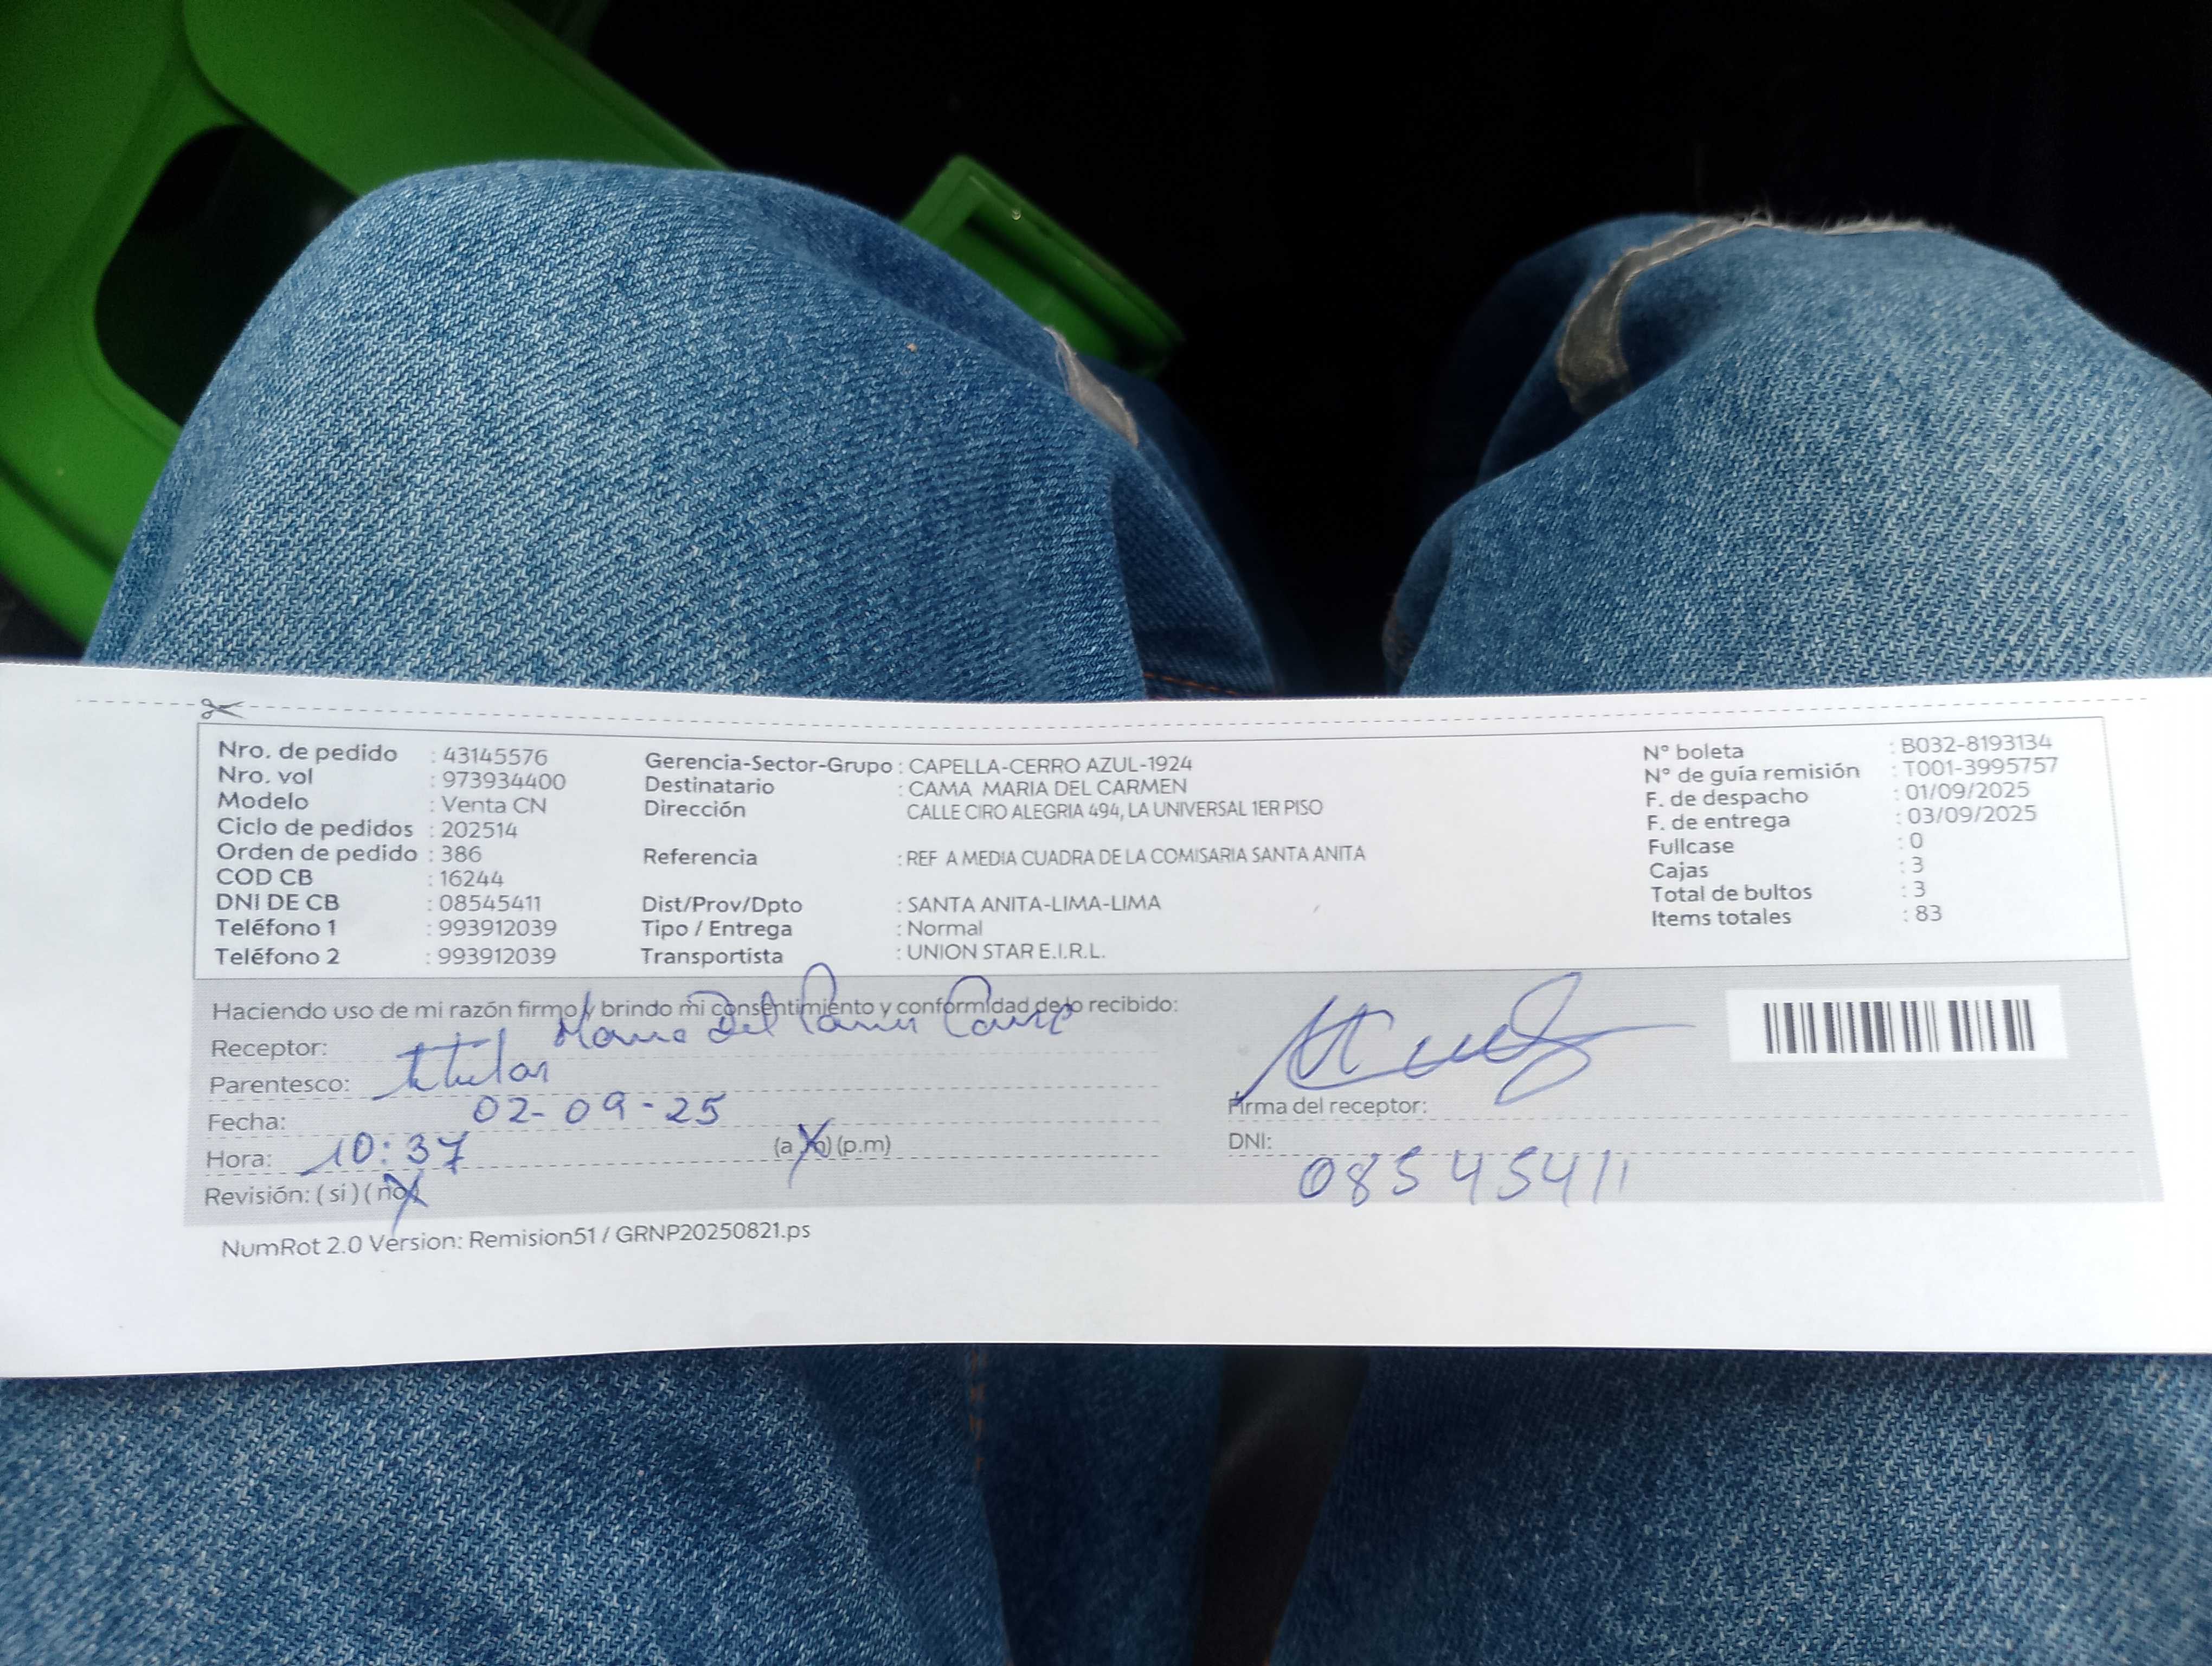 Nro. de pedido : 43145576
Nro. vol : 973934400
Modelo : Venta CN
Ciclo de pedidos : 202514
Orden de pedido : 386
COD CB : 16244
DNI DE CB : 08545411
Teléfono 1 : 993912039
Teléfono 2 : 993912039
Gerencia-Sector-Grupo : CAPELLA-CERRO AZUL-1924
Destinatario : CAMA MARIA DEL CARMEN
Dirección CALLE CIRO ALEGRIA 494, LA UNIVERSAL 1ER PISO
Referencia : REF A MEDIA CUADRA DE LA COMISARIA SANTA ANITA
Dist/Prov/Dpto : SANTA ANITA-LIMA-LIMA
Tipo / Entrega : Normal
Transportista : UNION STAR E.I.R.L.
N° boleta : B032-8193134
N° de guía remisión : T001-3995757
F. de despacho : 01/09/2025
F. de entrega : 03/09/2025
Fullcase : 0
Cajas : 3
Total de bultos : 3
Items totales : 83
Haciendo uso de mi razón firmo y brindo mi consentimiento y conformidad de lo recibido:
Receptor: Maria Del Carmen Cama
Parentesco: titular
Fecha: 02-09-25
Hora: 10:37 (a.m) (p.m)
Revisión: ( si ) ( no )
Firma del receptor:
DNI: 08545411
NumRot 2.0 Version: Remision51 / GRNP20250821.ps